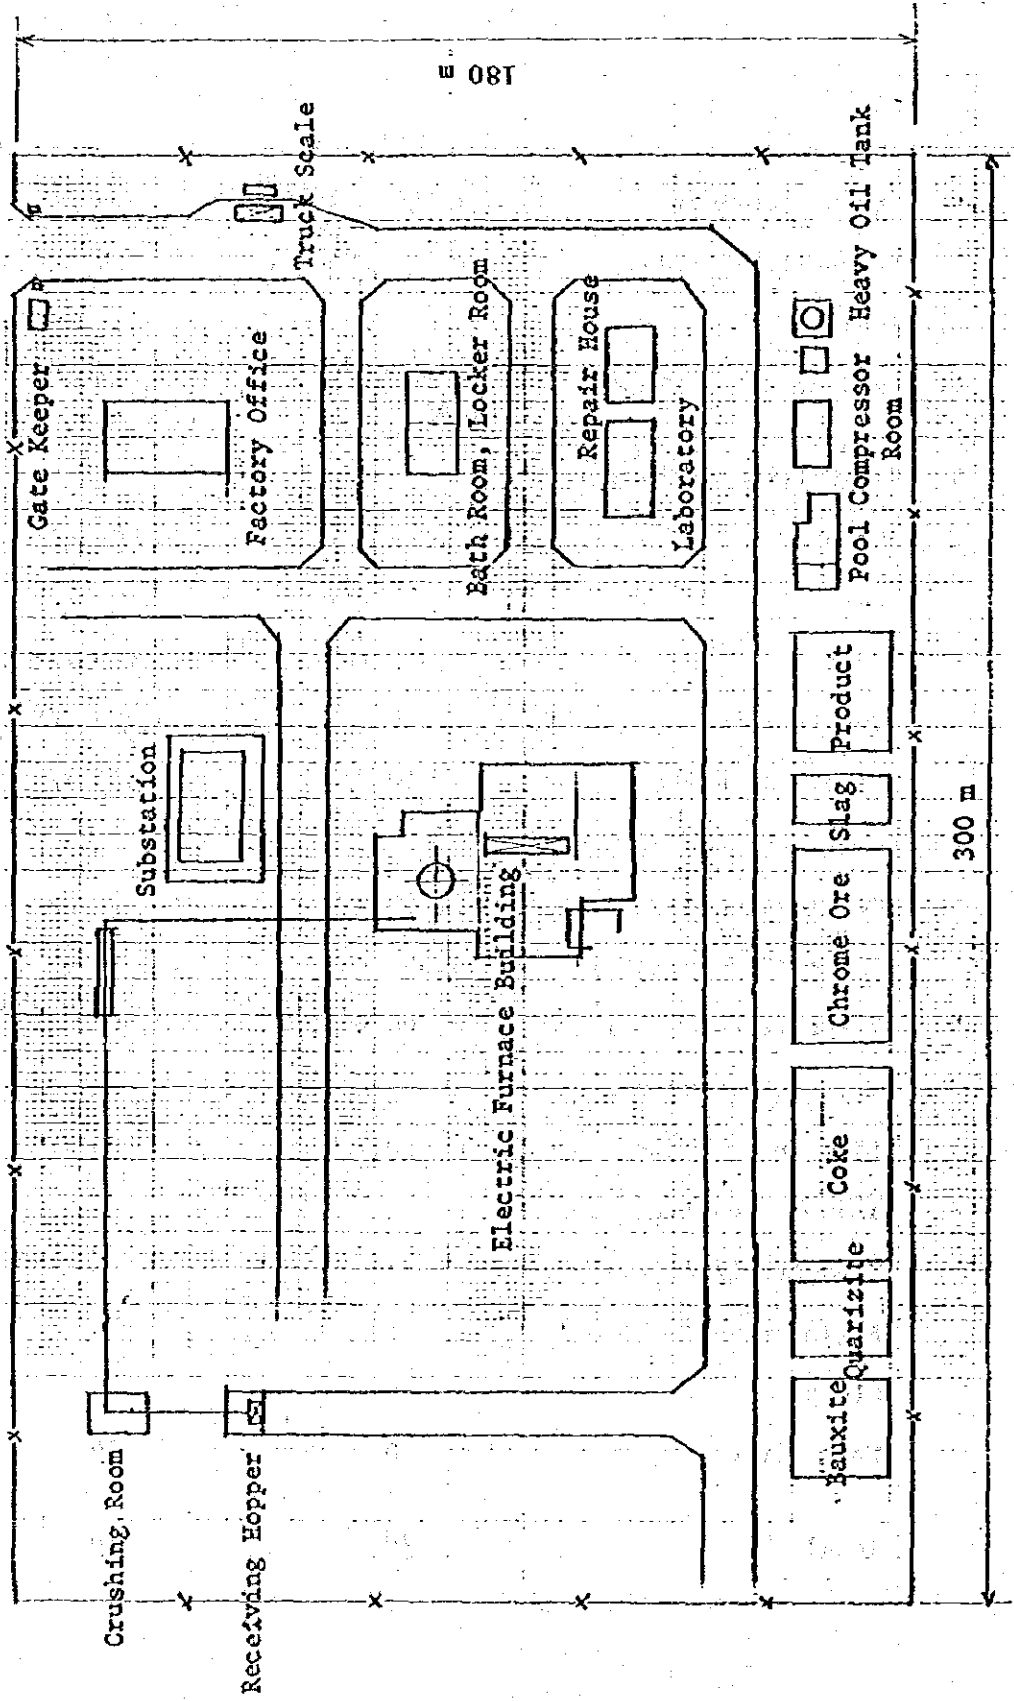 Crushing Room
Receiving Hopper
Substation
Electric Furnace Building
Gate Keeper
Factory Office
Truck Scale
Bath Room, Locker Room
Repair House
Laboratory
Bauxite
Quarizite
Coke
Chrome Ore
Slag
Product
Pool
Compressor
Room
Heavy Oil Tank
300 m
180 m